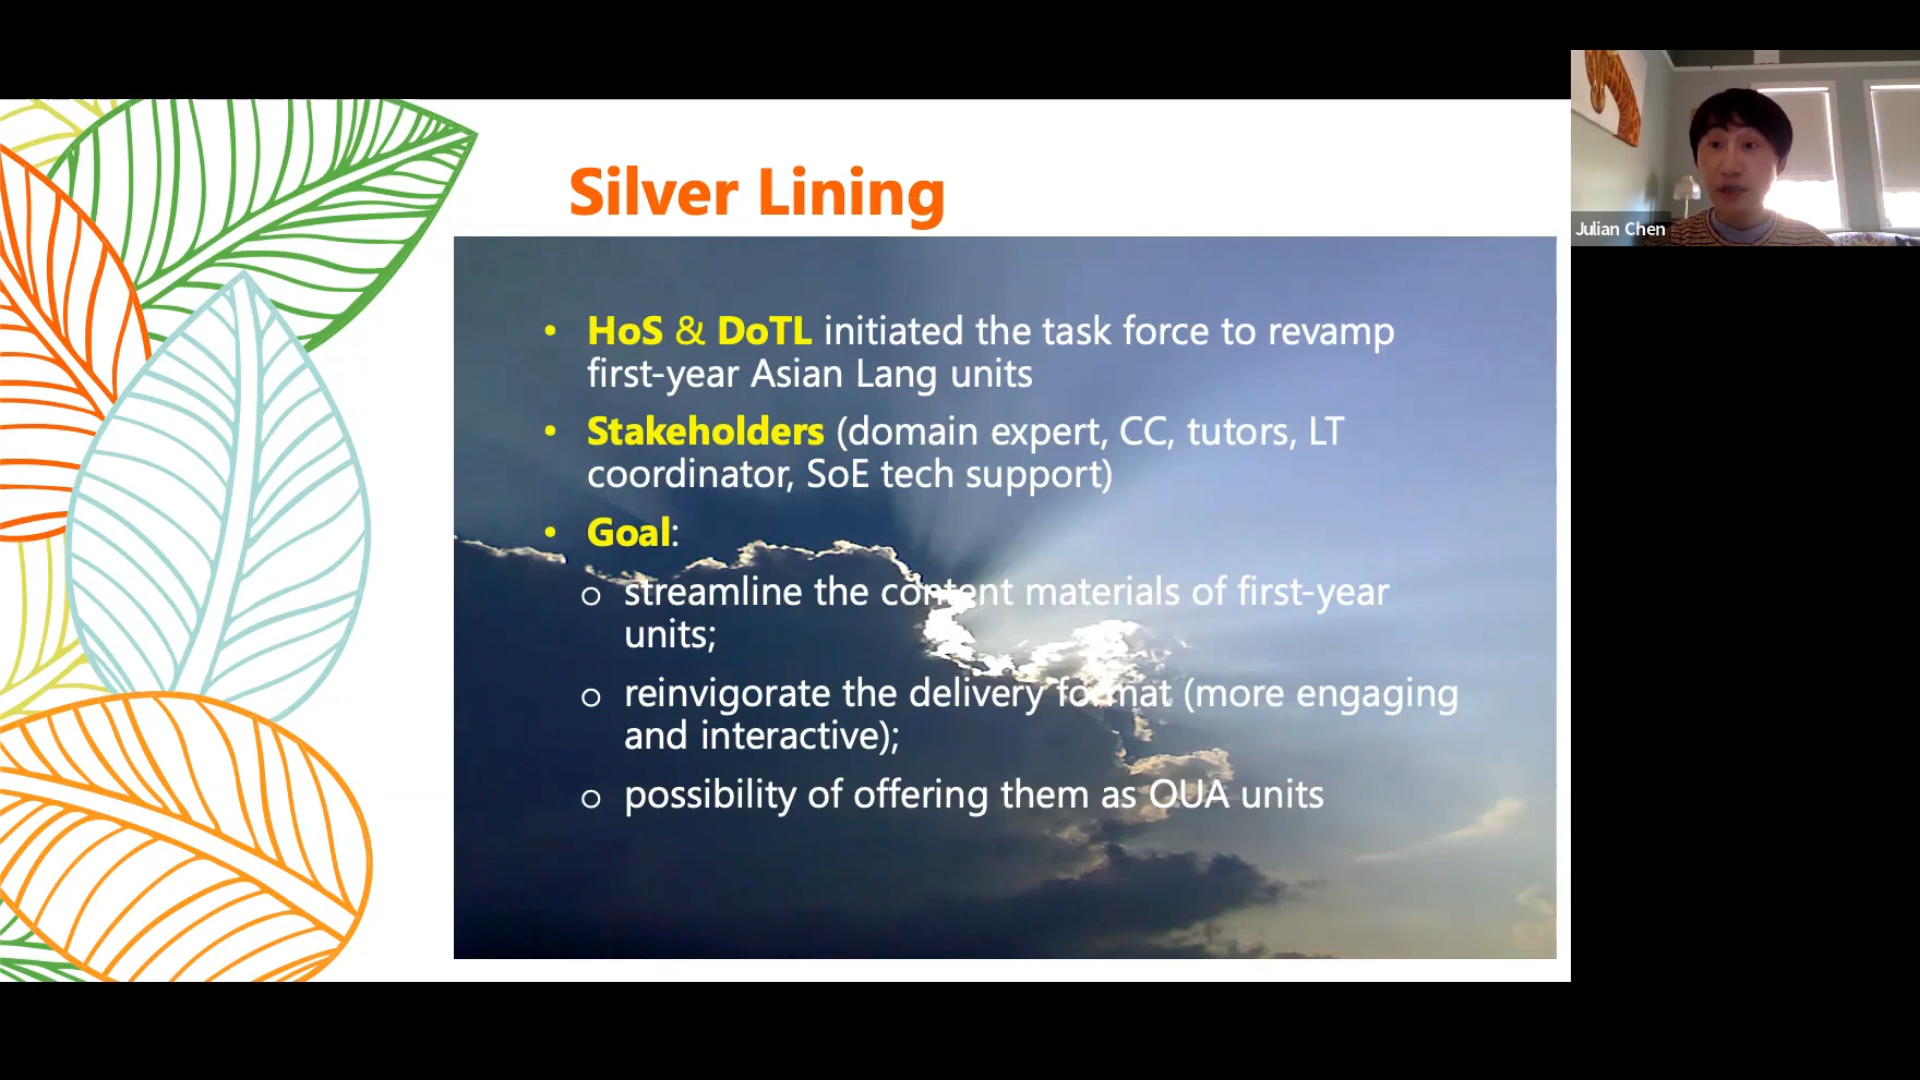 Silver Lining
• HoS & DoTL initiated the task force to revamp
first-year Asian Lang units
• Stakeholders (domain expert, CC, tutors, LT
coordinator, SoE tech support)
• Goal:
o streamline the content materials of first-year
units;
o reinvigorate the delivery format (more engaging
and interactive);
o possibility of offering them as OUA units
Julian Chen